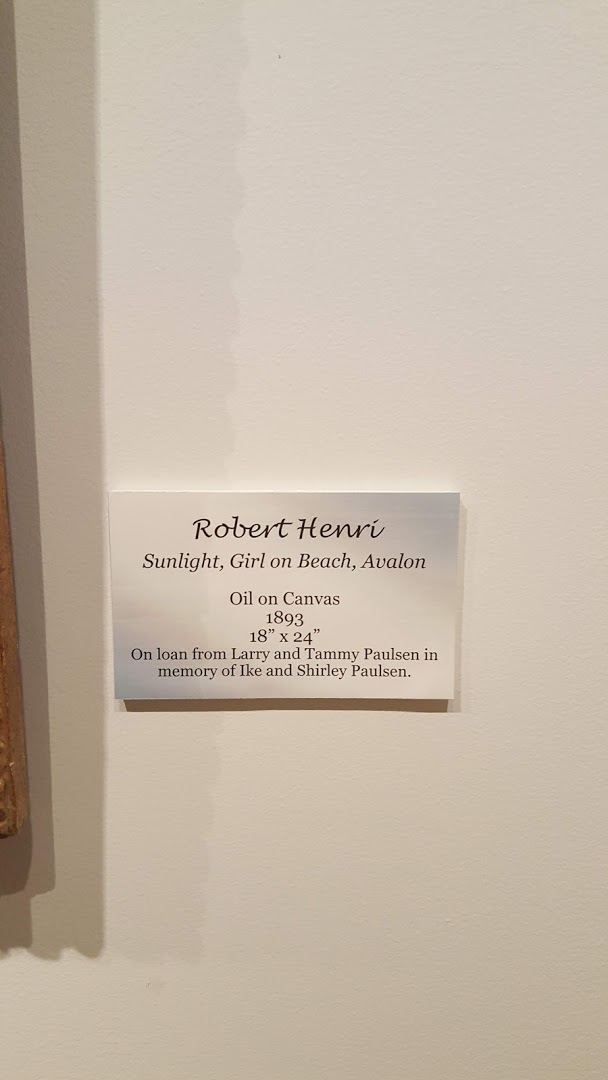 Robert Henri
Sunlight, Girl on Beach, Avalon
Oil on Canvas
1893
18” x 24”
On loan from Larry and Tammy Paulsen in
memory of Ike and Shirley Paulsen.